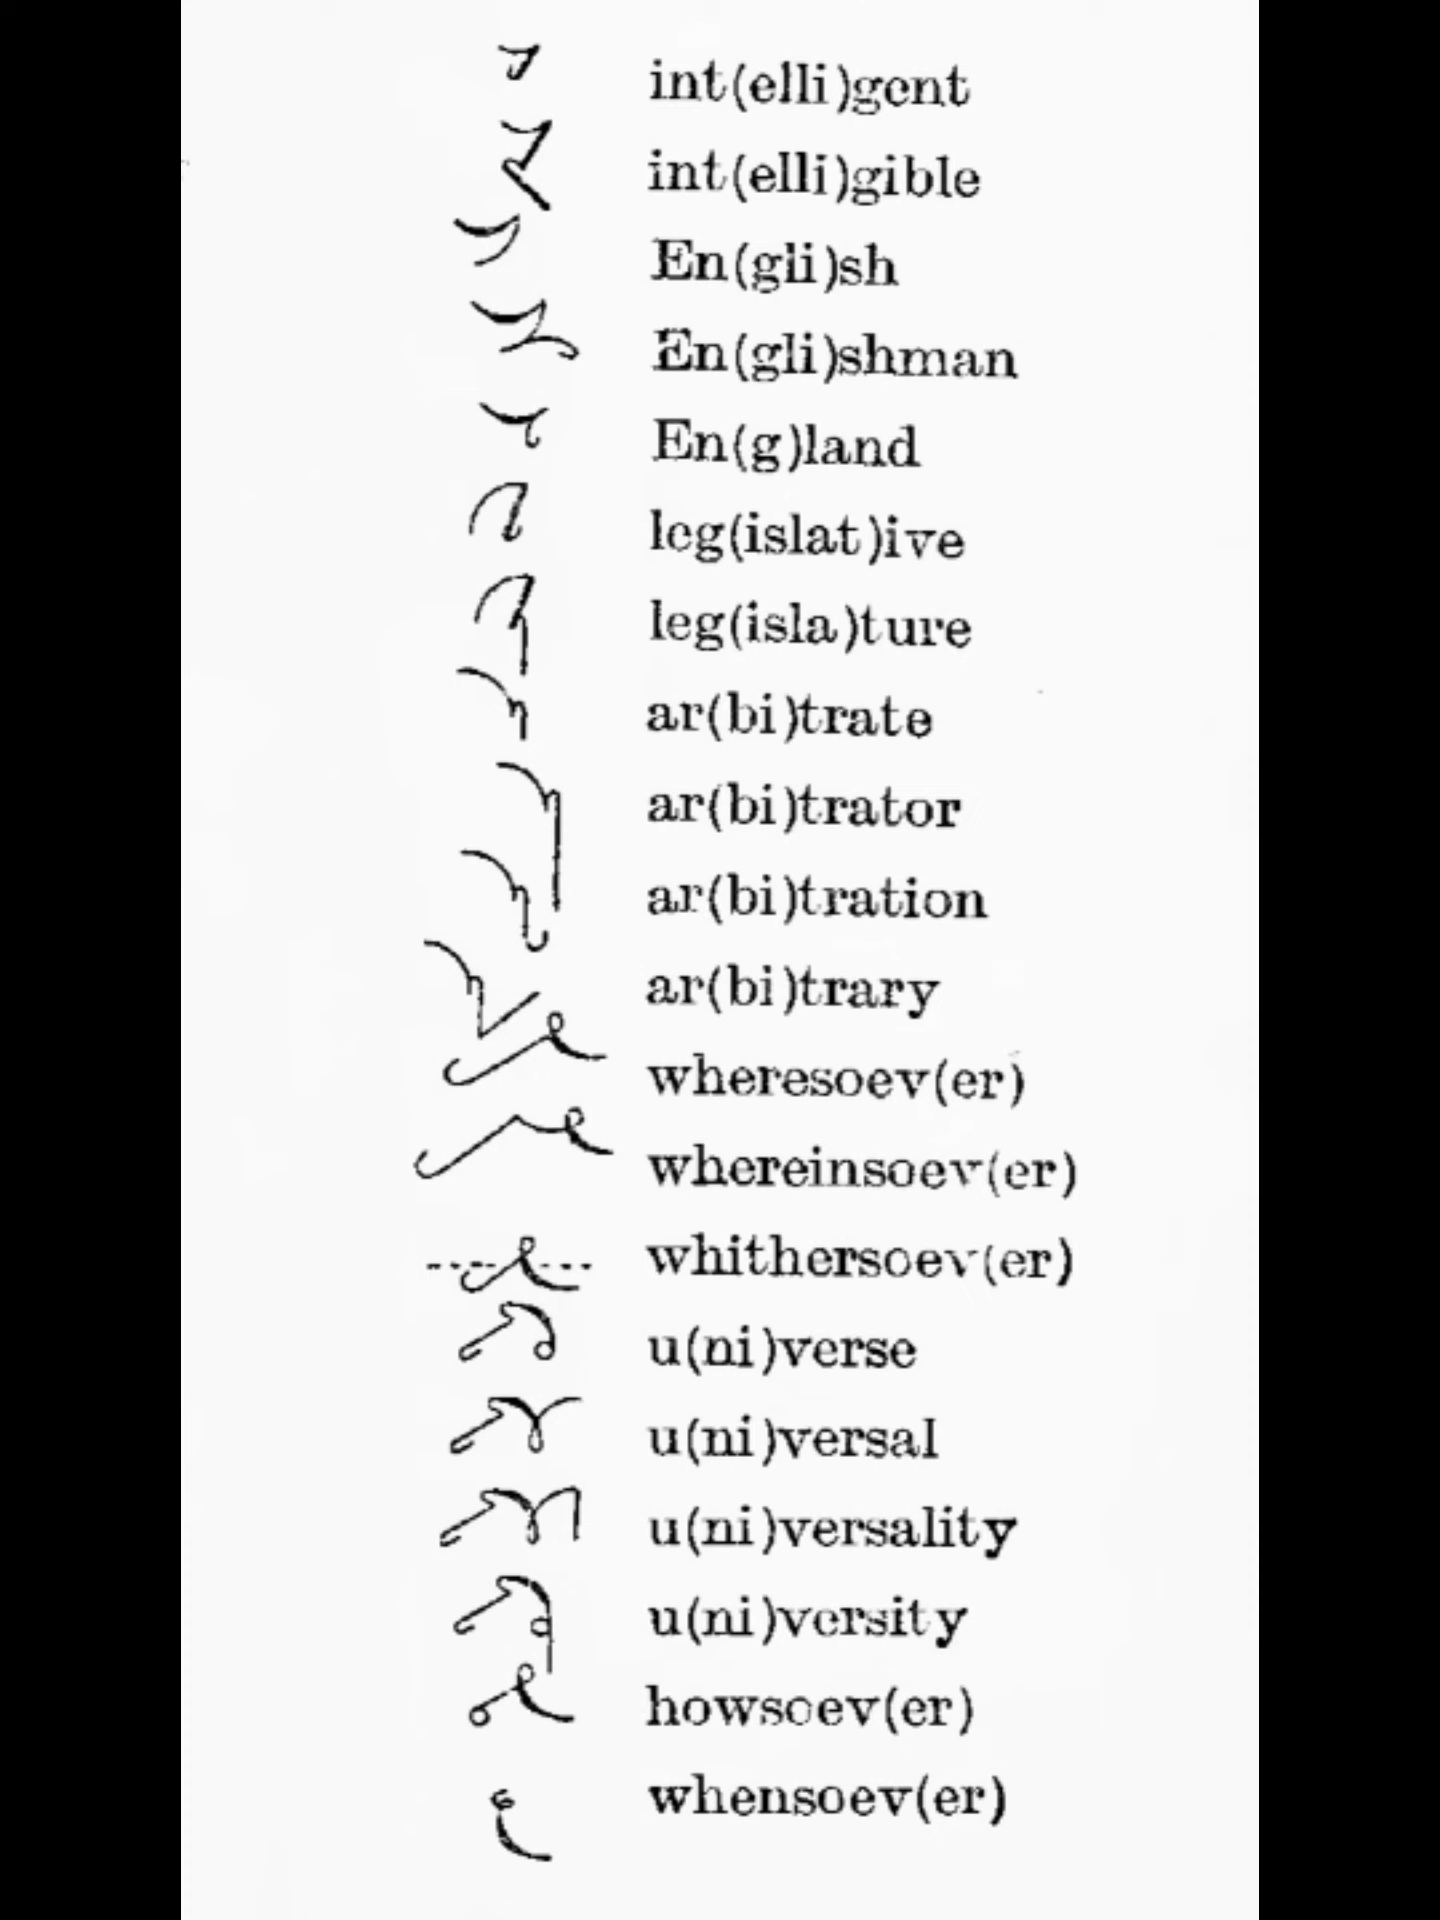 int(elli)gent
int(elli)gible
En(gli)sh
En(gli)shman
En(g)land
leg(islat)ive
leg(isla)ture
ar(bi)trate
ar(bi)trator
ar(bi)tration
ar(bi)trary
wheresoev(er)
whereinsoev(er)
whithersoev(er)
u(ni)verse
u(ni)versal
u(ni)versality
u(ni)versity
howsoev(er)
whensoev(er)